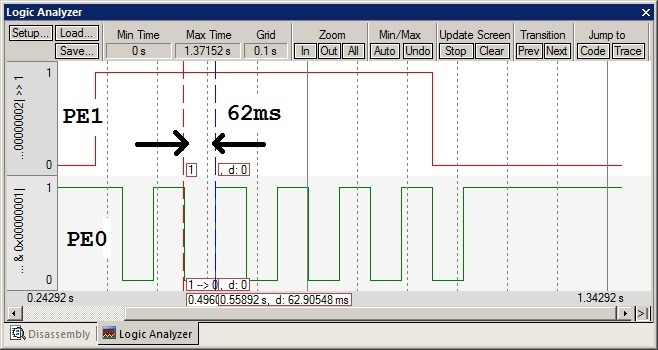 Logic Analyzer
Setup... Load... Min Time Max Time Grid Zoom Min/Max Update Screen Transition Jump to
Save... 0 s 1.37152 s 0.1 s In Out All Auto Undo Stop Clear Prev Next Code Trace
...00000002) >> 1
1
PE1
62ms
0
1 , d: 0
... & 0x00000001)
1
PE0
0
1 --> 0 , d: 0
0.24292 s 0.4960 0.55892 s, d: 62.90548 ms 1.34292 s
Disassembly Logic Analyzer